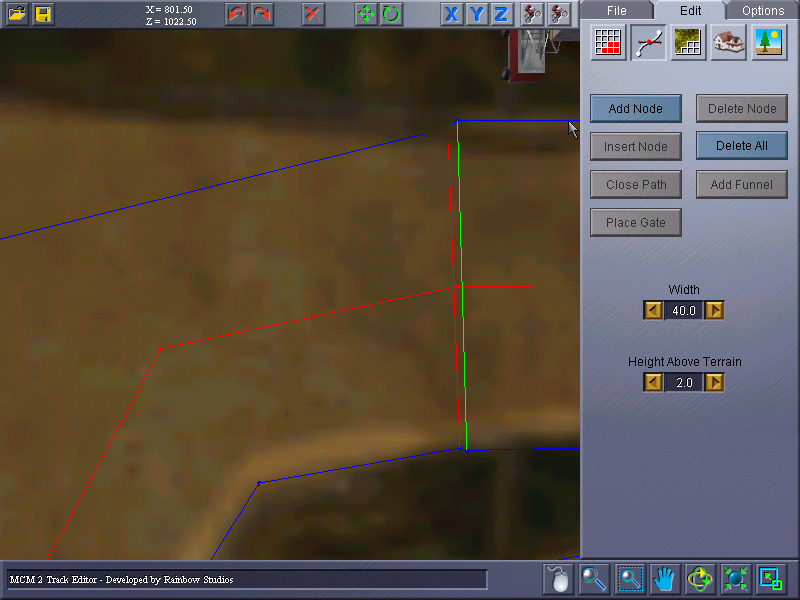 X = 801.50
Z = 1022.50
X Y Z
File Edit Options
Add Node Delete Node
Insert Node Delete All
Close Path Add Funnel
Place Gate
Width
40.0
Height Above Terrain
2.0
MCM 2 Track Editor - Developed by Rainbow Studios